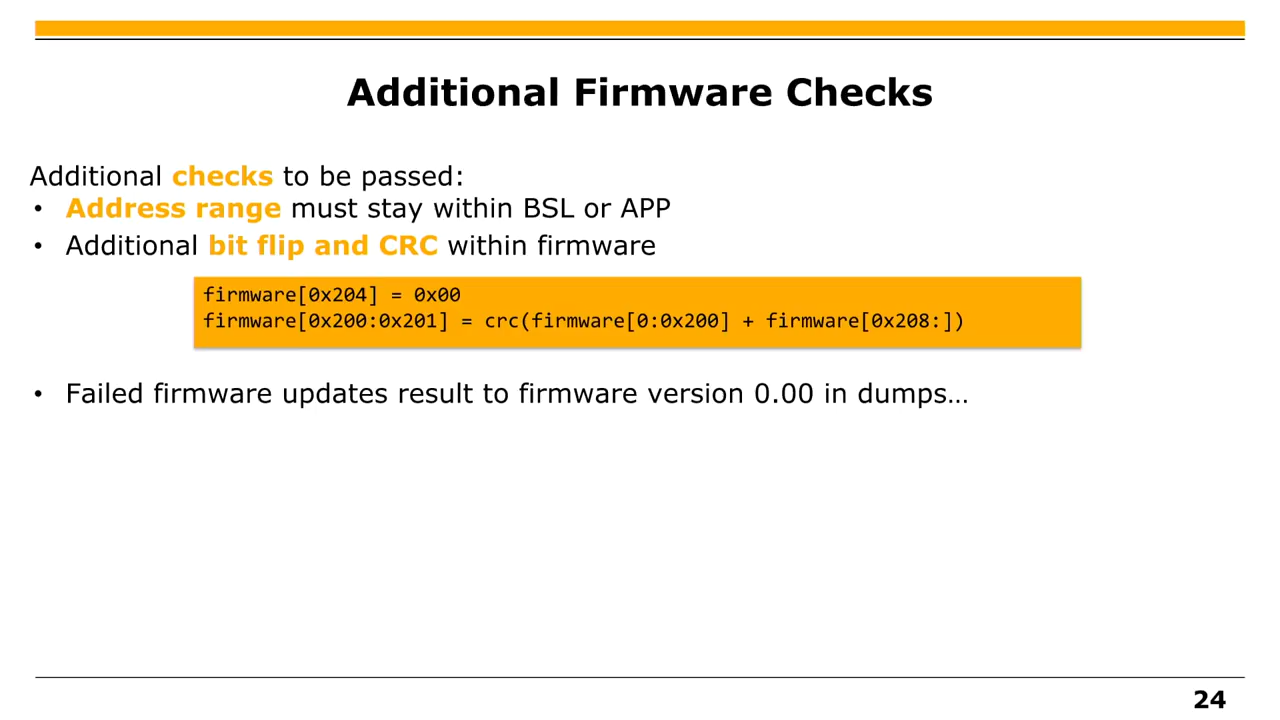 Additional Firmware Checks
Additional checks to be passed:
• Address range must stay within BSL or APP
• Additional bit flip and CRC within firmware
firmware[0x204] = 0x00
firmware[0x200:0x201] = crc(firmware[0:0x200] + firmware[0x208:])
• Failed firmware updates result to firmware version 0.00 in dumps…
24